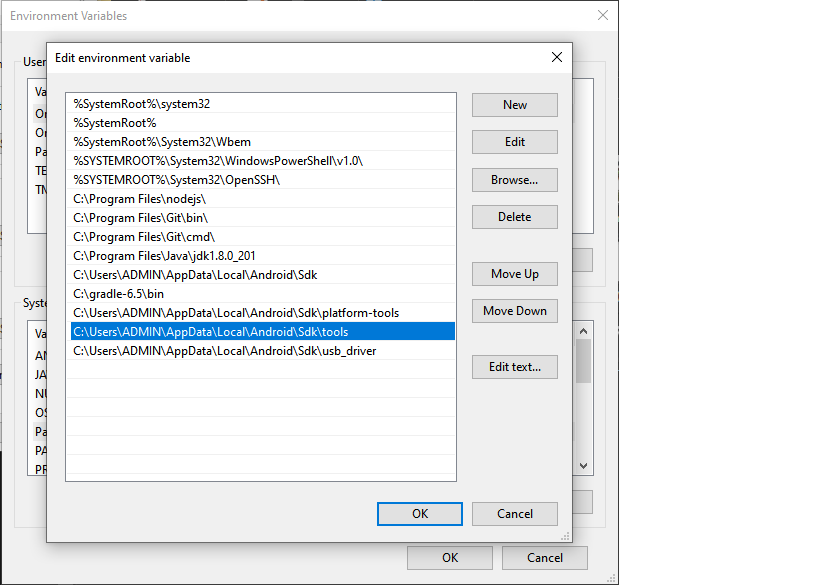 Environment Variables
User
Edit environment variable
Va
On
On
Pa
TE
TM
%SystemRoot%\system32
%SystemRoot%
%SystemRoot%\System32\Wbem
%SYSTEMROOT%\System32\WindowsPowerShell\v1.0\
%SYSTEMROOT%\System32\OpenSSH\
C:\Program Files\nodejs\
C:\Program Files\Git\bin\
C:\Program Files\Git\cmd\
C:\Program Files\Java\jdk1.8.0_201
C:\Users\ADMIN\AppData\Local\Android\Sdk
C:\gradle-6.5\bin
C:\Users\ADMIN\AppData\Local\Android\Sdk\platform-tools
C:\Users\ADMIN\AppData\Local\Android\Sdk\tools
C:\Users\ADMIN\AppData\Local\Android\Sdk\usb_driver
New
Edit
Browse...
Delete
Move Up
Move Down
Edit text...
Syste
Va
AN
JA
NU
OS
Pa
PA
PR
OK
Cancel
OK
Cancel